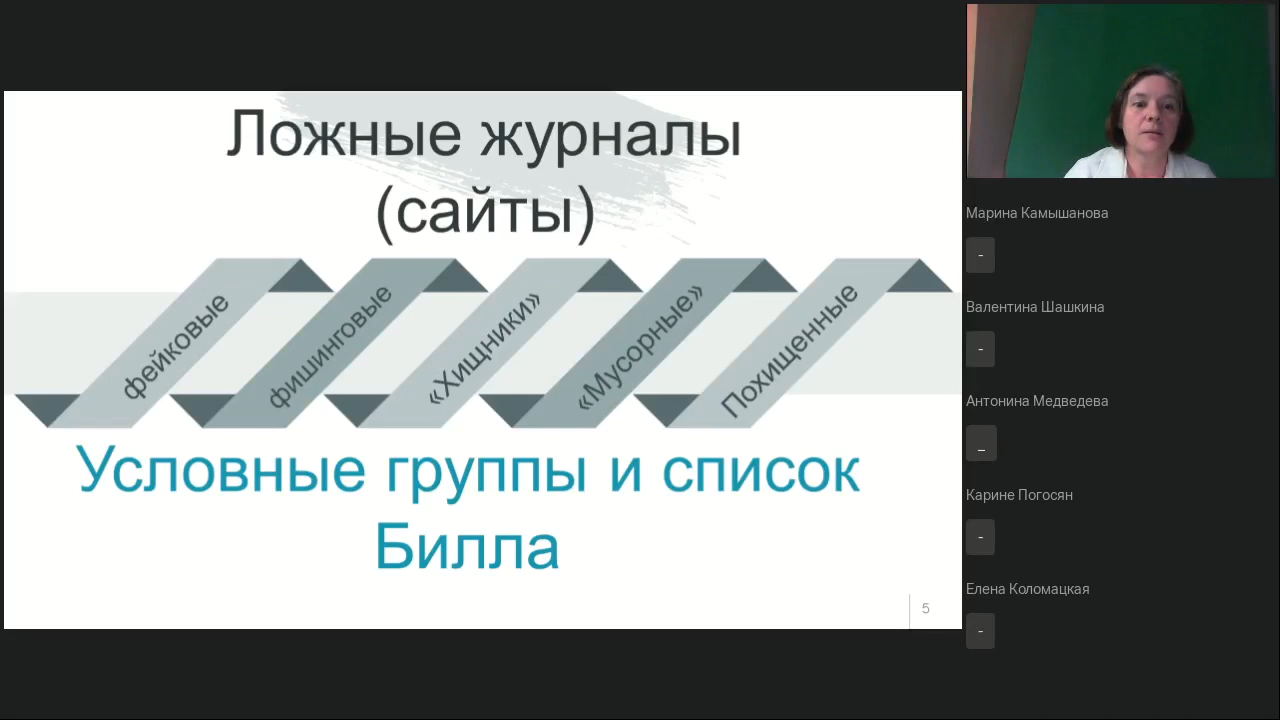 Ложные журналы
(сайты)
фейковые
фишинговые
«Хищники»
«Мусорные»
Похищенные
Условные группы и список
Билла
5
Марина Камышанова
-
Валентина Шашкина
-
Антонина Медведева
_
Карине Погосян
-
Елена Коломацкая
-